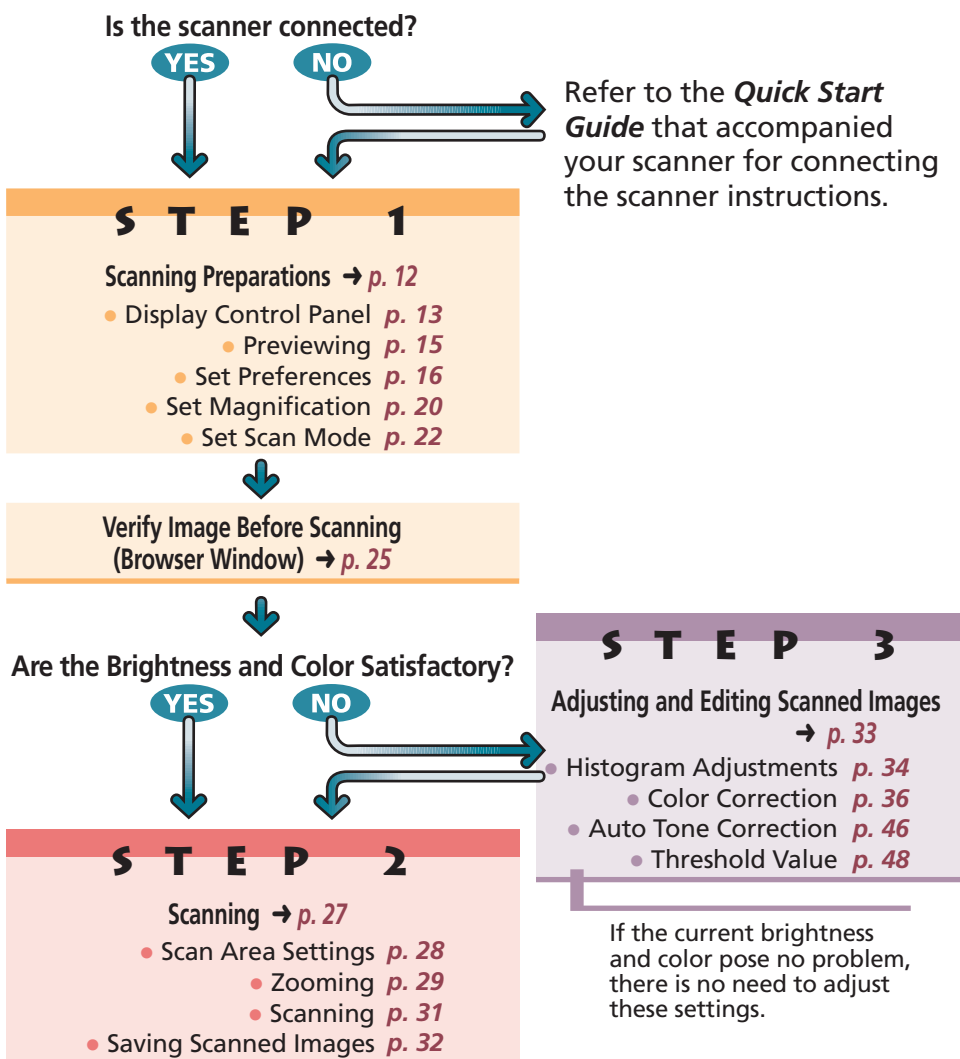 Is the scanner connected?
YES NO
Refer to the Quick Start
Guide that accompanied
your scanner for connecting
the scanner instructions.
STEP 1
Scanning Preparations ➜ p. 12
• Display Control Panel p. 13
• Previewing p. 15
• Set Preferences p. 16
• Set Magnification p. 20
• Set Scan Mode p. 22
Verify Image Before Scanning
(Browser Window) ➜ p. 25
Are the Brightness and Color Satisfactory?
YES NO
STEP 3
Adjusting and Editing Scanned Images
➜ p. 33
• Histogram Adjustments p. 34
• Color Correction p. 36
• Auto Tone Correction p. 46
• Threshold Value p. 48
If the current brightness
and color pose no problem,
there is no need to adjust
these settings.
STEP 2
Scanning ➜ p. 27
• Scan Area Settings p. 28
• Zooming p. 29
• Scanning p. 31
• Saving Scanned Images p. 32